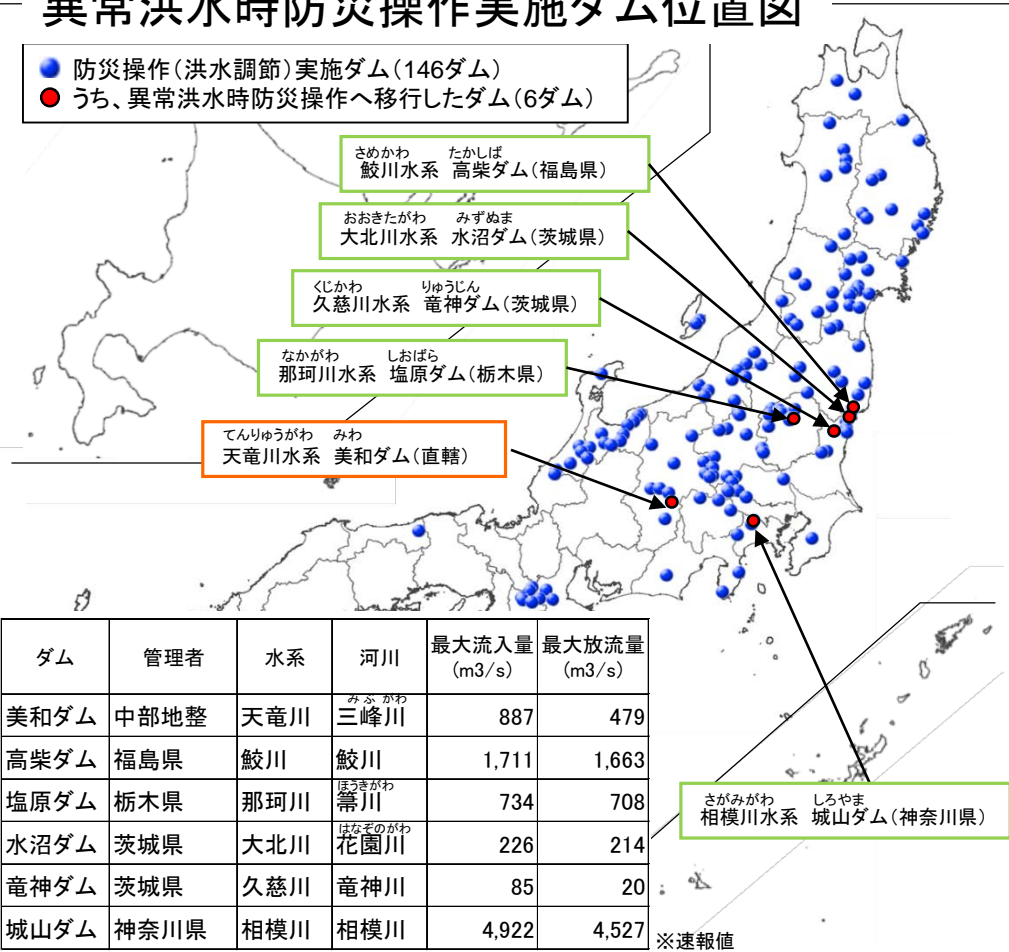 異常洪水時防災操作実施ダム位置図
防災操作(洪水調節)実施ダム(146ダム)
うち、異常洪水時防災操作へ移行したダム(6ダム)
さめかわ たかしば
鮫川水系 高柴ダム(福島県)
おおきたがわ みずぬま
大北川水系 水沼ダム(茨城県)
くじかわ りゅうじん
久慈川水系 竜神ダム(茨城県)
なかがわ しおばら
那珂川水系 塩原ダム(栃木県)
てんりゅうがわ みわ
天竜川水系 美和ダム(直轄)
さがみがわ しろやま
相模川水系 城山ダム(神奈川県)
ダム 管理者 水系 河川 最大流入量(m3/s) 最大放流量(m3/s)
みぶがわ
美和ダム 中部地整 天竜川 三峰川 887 479
高柴ダム 福島県 鮫川 鮫川 1,711 1,663
ほうきがわ
塩原ダム 栃木県 那珂川 箒川 734 708
はなぞのがわ
水沼ダム 茨城県 大北川 花園川 226 214
竜神ダム 茨城県 久慈川 竜神川 85 20
城山ダム 神奈川県 相模川 相模川 4,922 4,527
※速報値